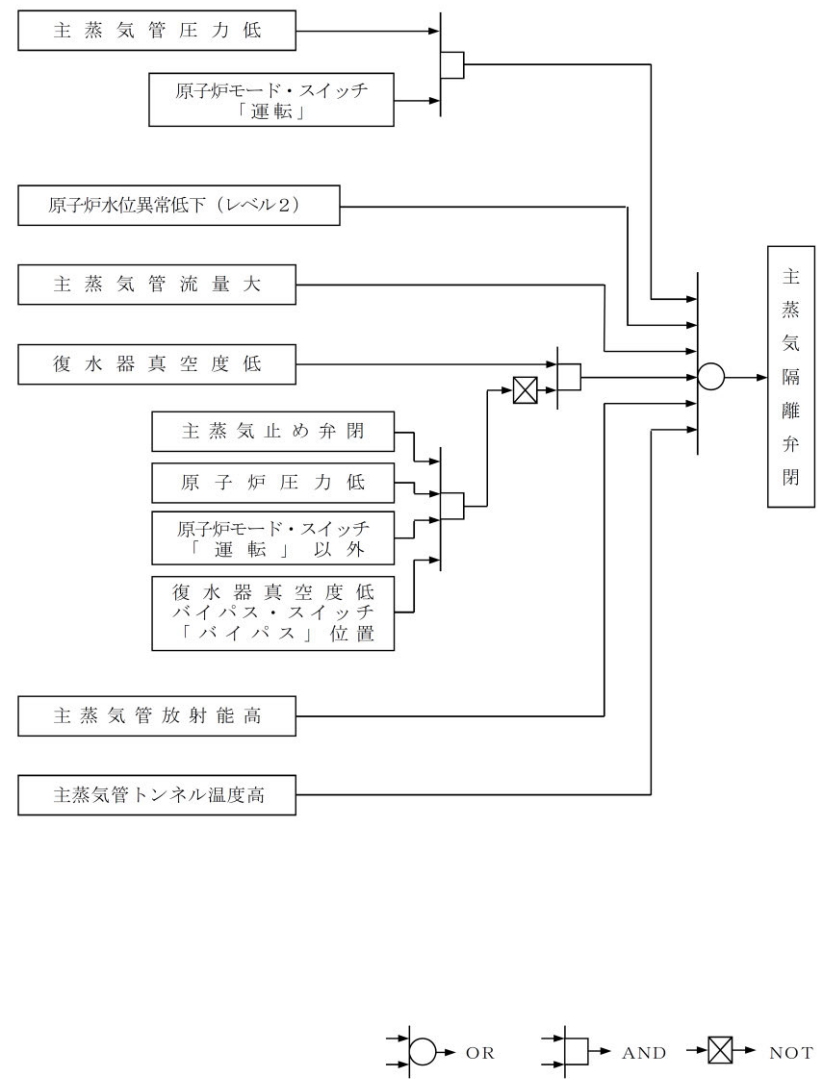 主蒸気管圧力低
原子炉モード・スイッチ
「運転」
原子炉水位異常低下（レベル２）
主蒸気管流量大
復水器真空度低
主蒸気止め弁閉
原子炉圧力低
原子炉モード・スイッチ
「運転」以外
復水器真空度低
バイパス・スイッチ
「バイパス」位置
主蒸気管放射能高
主蒸気管トンネル温度高
主蒸気隔離弁閉
OR
AND
NOT